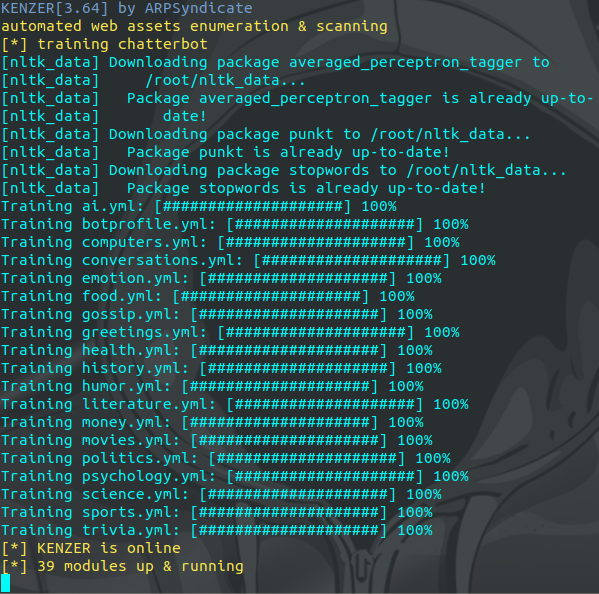 KENZER[3.64] by ARPSyndicate
automated web assets enumeration & scanning
[*] training chatterbot
[nltk_data] Downloading package averaged_perceptron_tagger to
[nltk_data]     /root/nltk_data...
[nltk_data]   Package averaged_perceptron_tagger is already up-to-
[nltk_data]       date!
[nltk_data] Downloading package punkt to /root/nltk_data...
[nltk_data]   Package punkt is already up-to-date!
[nltk_data] Downloading package stopwords to /root/nltk_data...
[nltk_data]   Package stopwords is already up-to-date!
Training ai.yml: [####################] 100%
Training botprofile.yml: [####################] 100%
Training computers.yml: [####################] 100%
Training conversations.yml: [####################] 100%
Training emotion.yml: [####################] 100%
Training food.yml: [####################] 100%
Training gossip.yml: [####################] 100%
Training greetings.yml: [####################] 100%
Training health.yml: [####################] 100%
Training history.yml: [####################] 100%
Training humor.yml: [####################] 100%
Training literature.yml: [####################] 100%
Training money.yml: [####################] 100%
Training movies.yml: [####################] 100%
Training politics.yml: [####################] 100%
Training psychology.yml: [####################] 100%
Training science.yml: [####################] 100%
Training sports.yml: [####################] 100%
Training trivia.yml: [####################] 100%
[*] KENZER is online
[*] 39 modules up & running